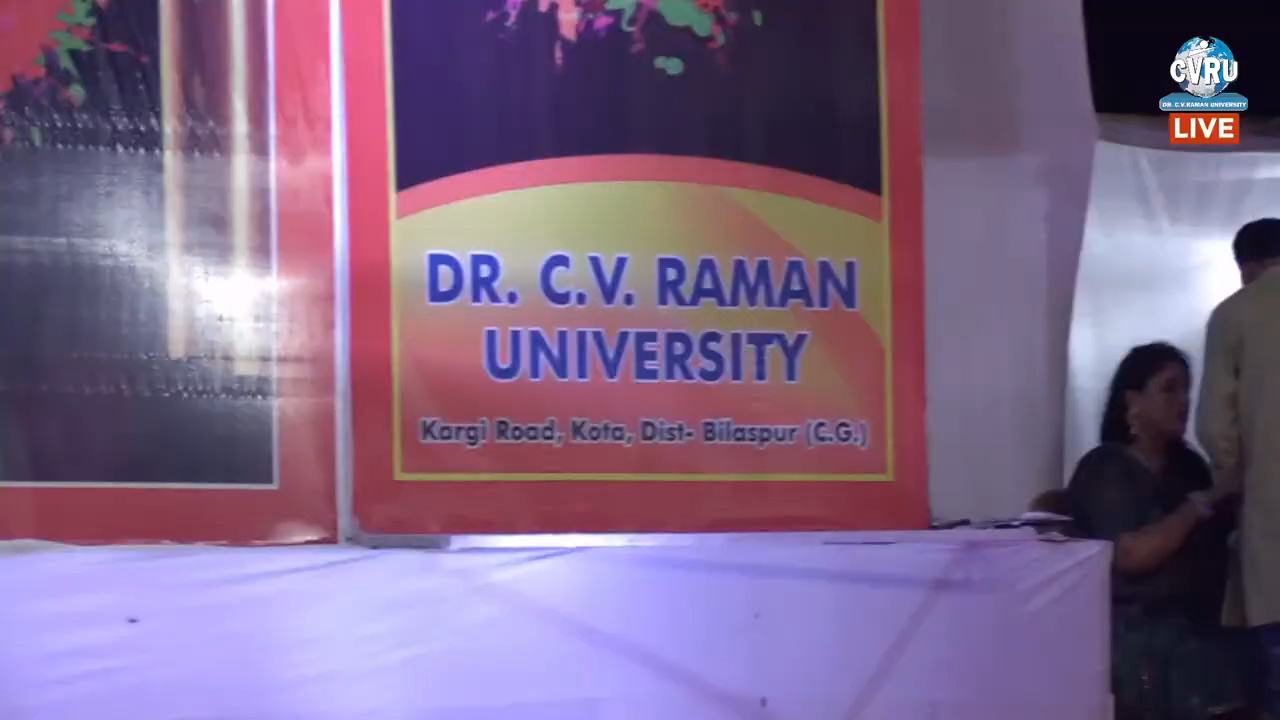 CVRU
DR. C.V.RAMAN UNIVERSITY
LIVE
DR. C.V. RAMAN
UNIVERSITY
Kargi Road, Kota, Dist- Bilaspur (C.G.)